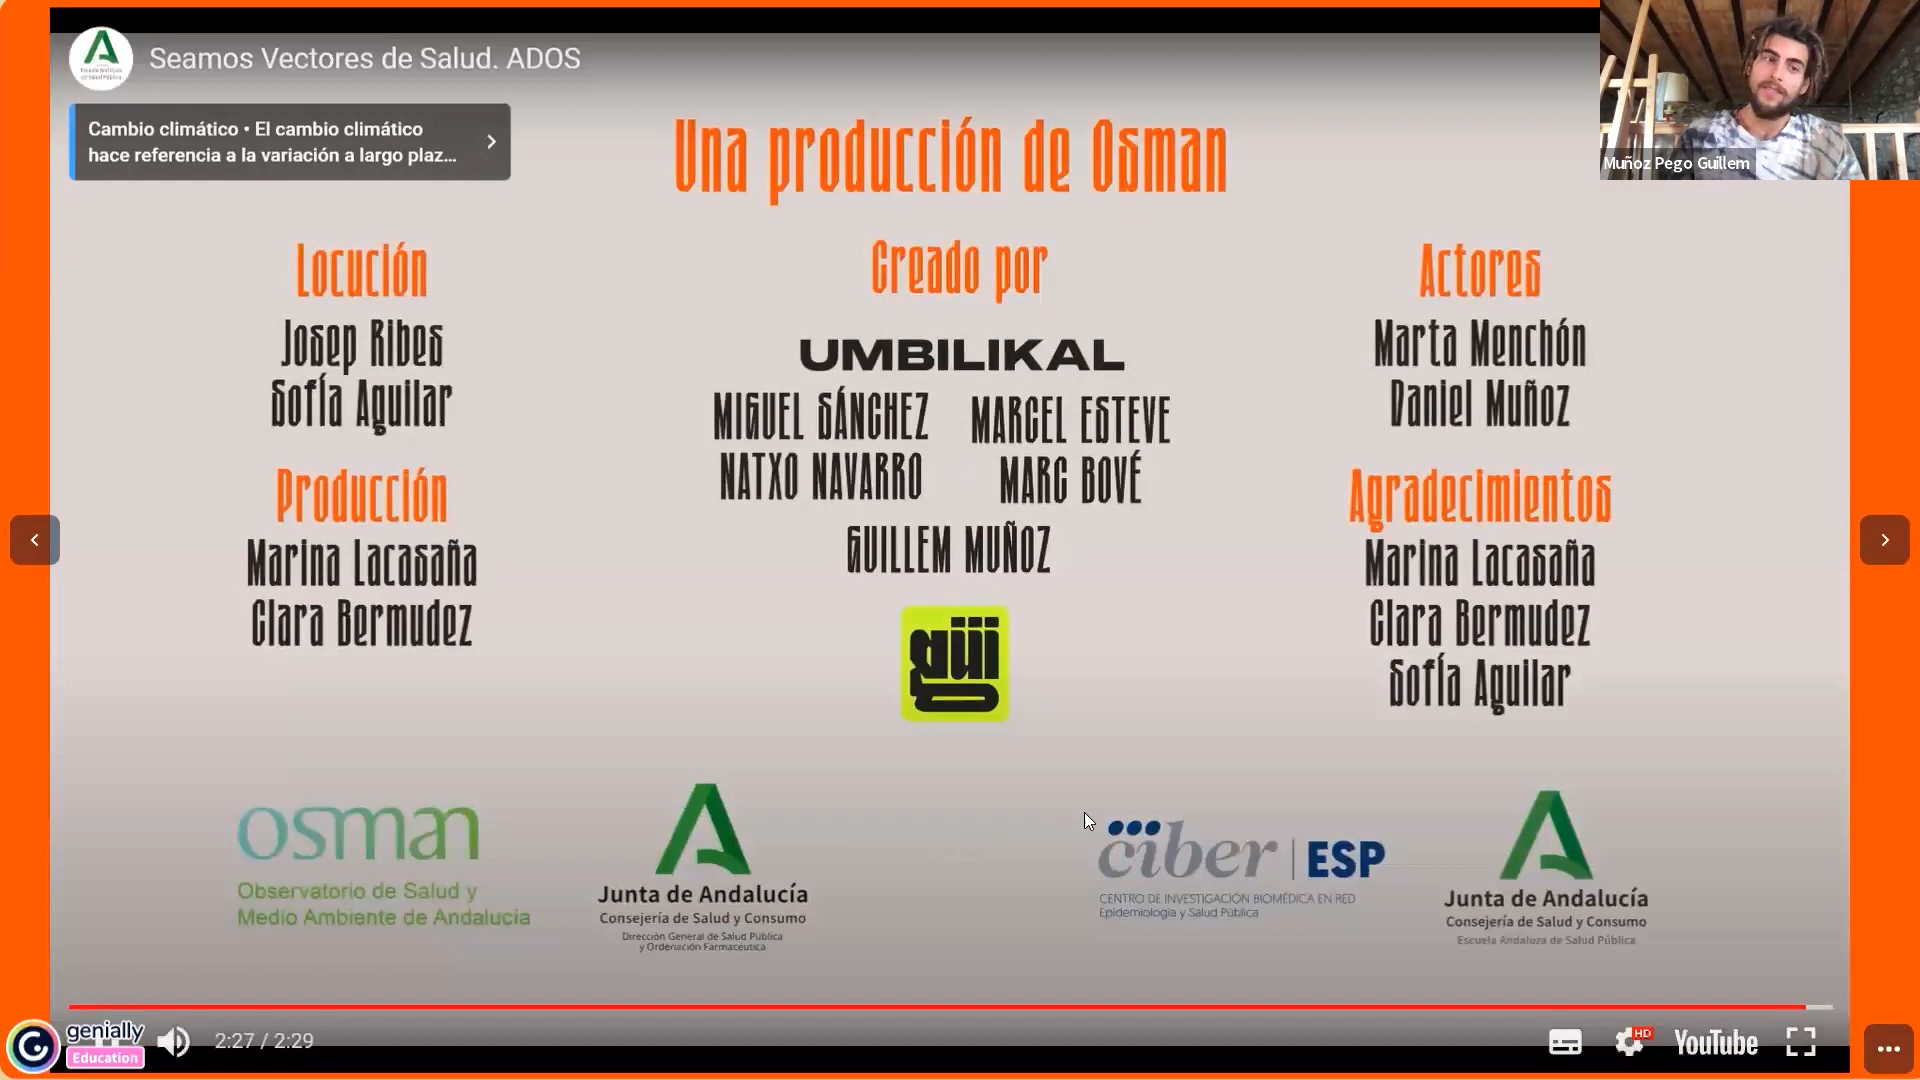 Seamos Vectores de Salud. ADOS
Cambio climático • El cambio climático
hace referencia a la variación a largo plaz...
Muñoz Pego Guillem
Una producción de Osman
Locución
Josep Ribes
Sofía Aguilar
Producción
Marina Lacasaña
Clara Bermudez
Creado por
UMBILIKAL
MIGUEL SÁNCHEZ
MARCEL ESTEVE
NATXO NAVARRO
MARC BOVÉ
GUILLEM MUÑOZ
güiii
Actores
Marta Menchón
Daniel Muñoz
Agradecimientos
Marina Lacasaña
Clara Bermudez
Sofía Aguilar
osman
Observatorio de Salud y
Medio Ambiente de Andalucía
Junta de Andalucía
Consejería de Salud y Consumo
Dirección General de Salud Pública
y Ordenación Farmacéutica
ciber | ESP
CENTRO DE INVESTIGACIÓN BIOMÉDICA EN RED
Epidemiología y Salud Pública
Junta de Andalucía
Consejería de Salud y Consumo
Escuela Andaluza de Salud Pública
genially
Education
2:27 / 2:29
HD
YouTube